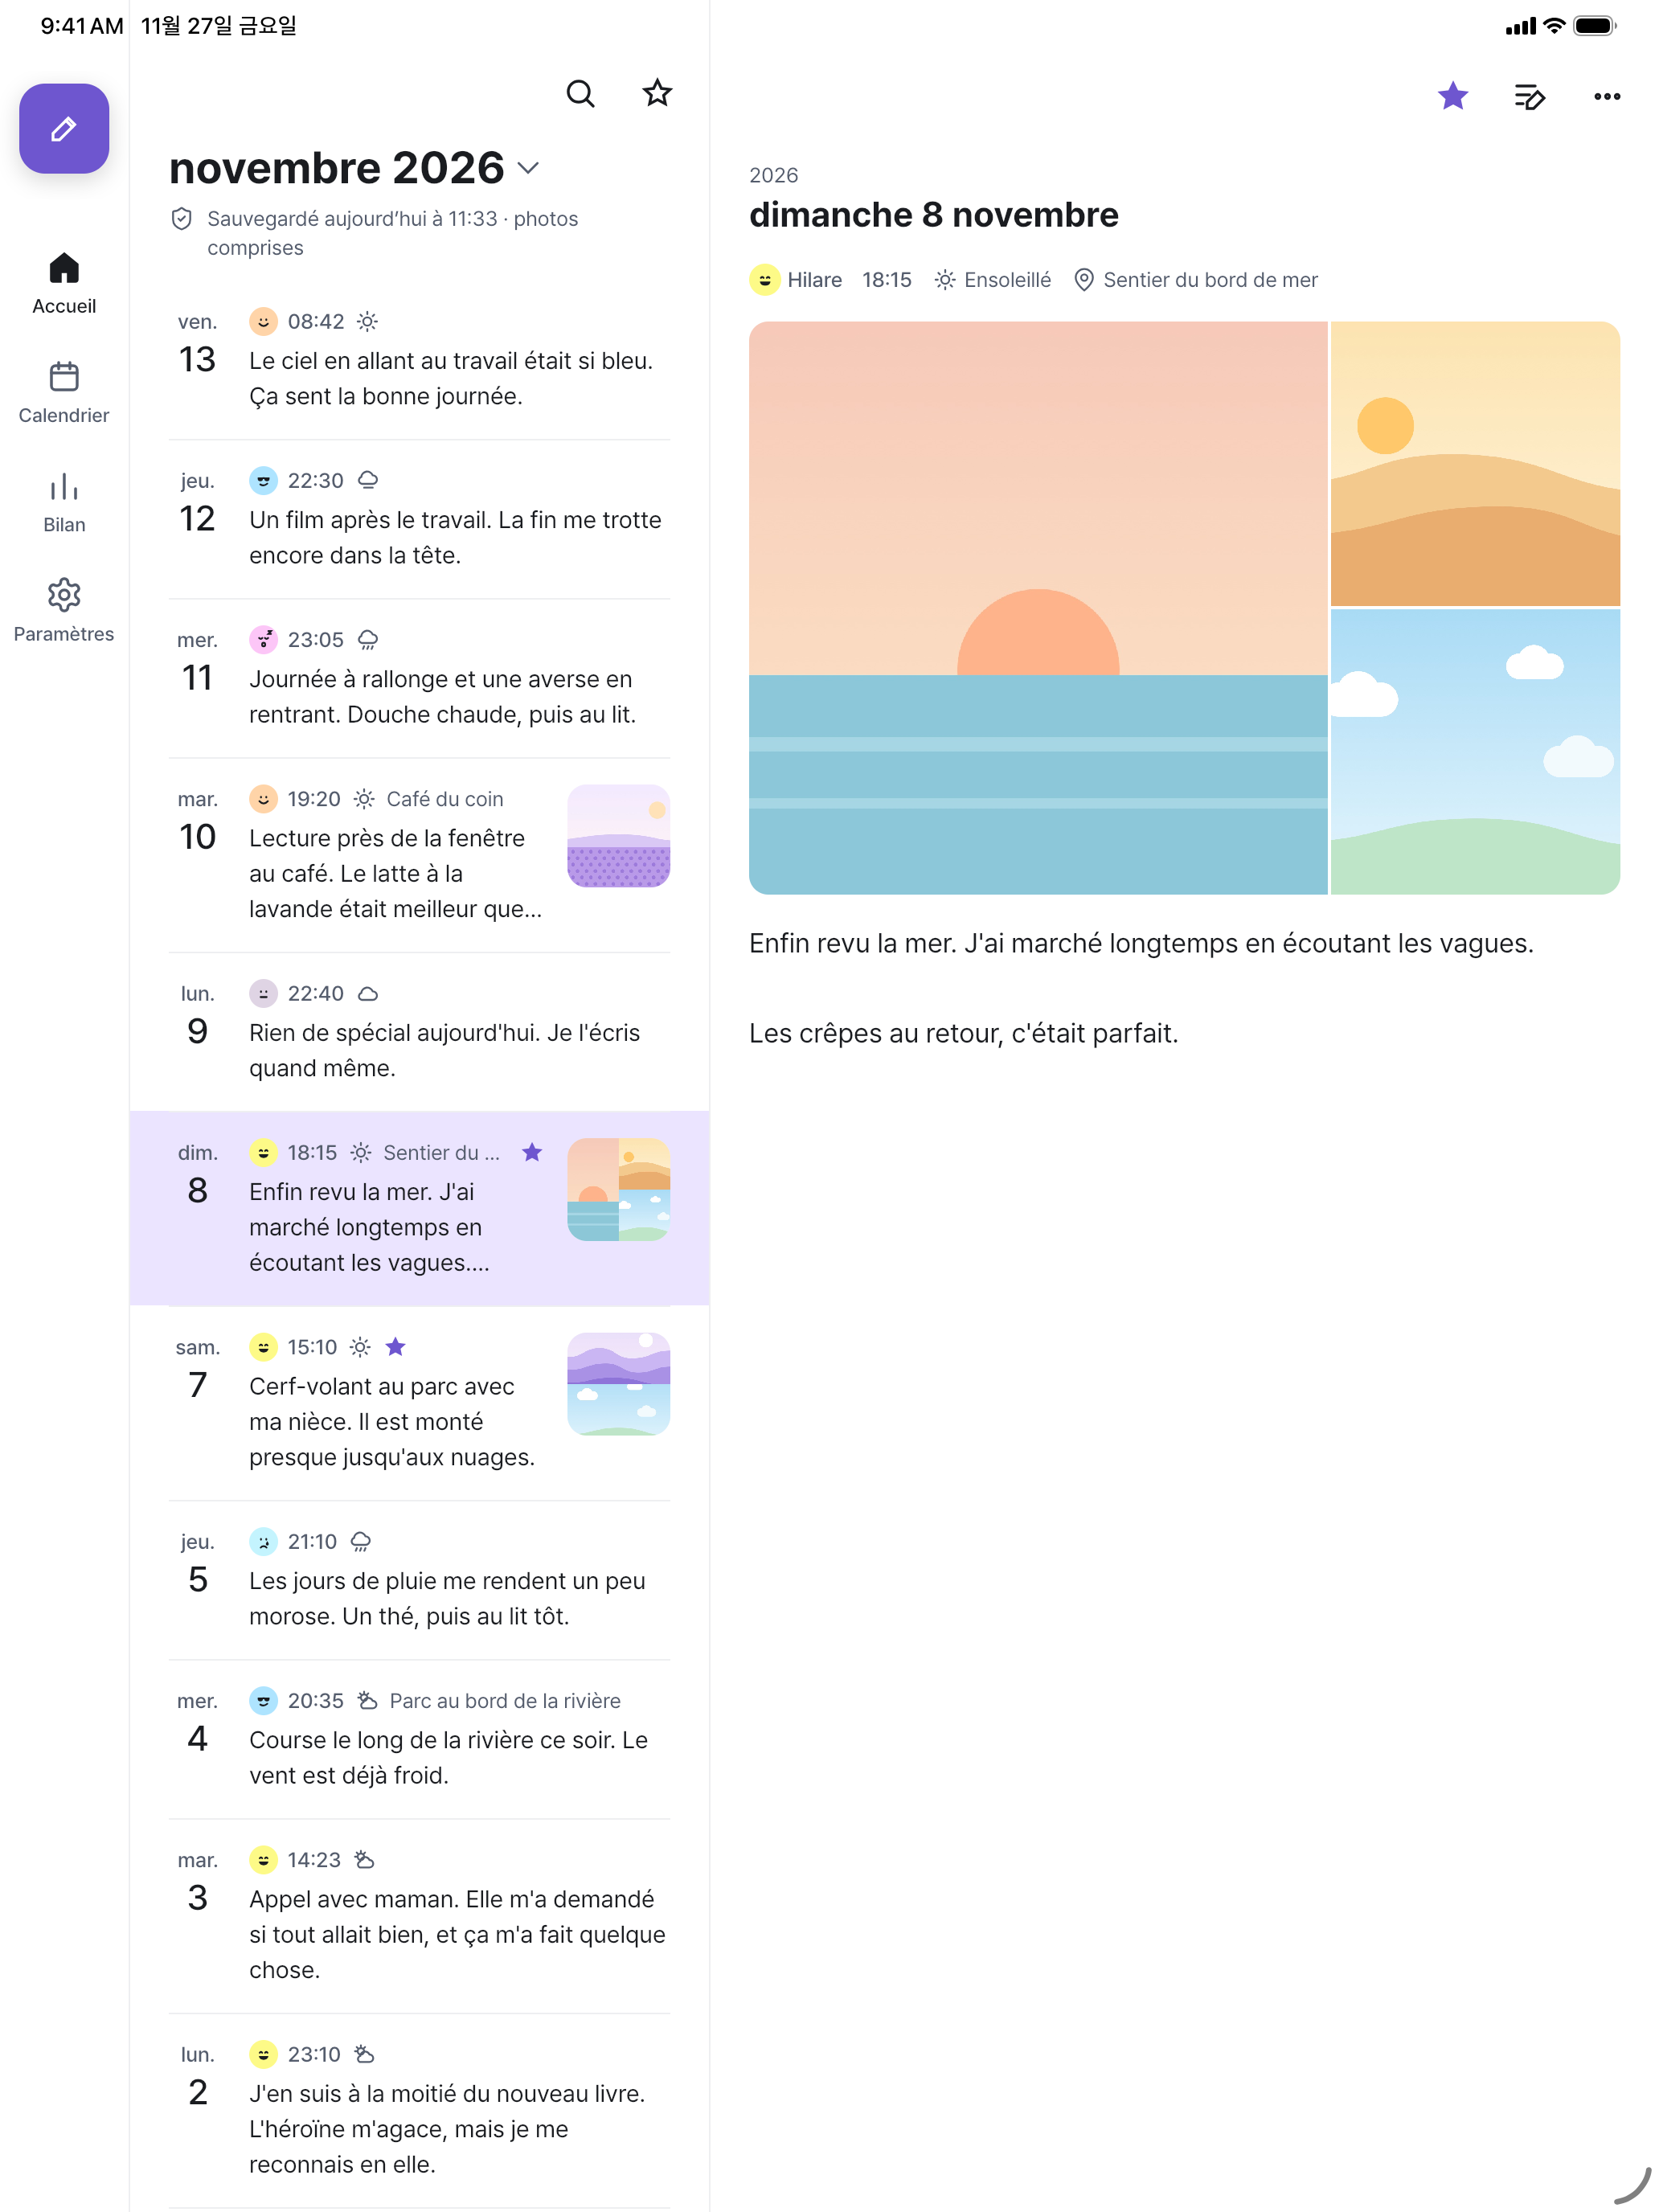 9:41 AM 11월 27일 금요일
Accueil
Calendrier
Bilan
Paramètres
novembre 2026
Sauvegardé aujourd’hui à 11:33 · photos
comprises
ven.
13
08:42
Le ciel en allant au travail était si bleu.
Ça sent la bonne journée.
jeu.
12
22:30
Un film après le travail. La fin me trotte
encore dans la tête.
mer.
11
23:05
Journée à rallonge et une averse en
rentrant. Douche chaude, puis au lit.
mar.
10
19:20 Café du coin
Lecture près de la fenêtre
au café. Le latte à la
lavande était meilleur que...
lun.
9
22:40
Rien de spécial aujourd'hui. Je l'écris
quand même.
dim.
8
18:15 Sentier du ...
Enfin revu la mer. J'ai
marché longtemps en
écoutant les vagues....
sam.
7
15:10
Cerf-volant au parc avec
ma nièce. Il est monté
presque jusqu'aux nuages.
jeu.
5
21:10
Les jours de pluie me rendent un peu
morose. Un thé, puis au lit tôt.
mer.
4
20:35 Parc au bord de la rivière
Course le long de la rivière ce soir. Le
vent est déjà froid.
mar.
3
14:23
Appel avec maman. Elle m'a demandé
si tout allait bien, et ça m'a fait quelque
chose.
lun.
2
23:10
J'en suis à la moitié du nouveau livre.
L'héroïne m'agace, mais je me
reconnais en elle.
2026
dimanche 8 novembre
Hilare 18:15 Ensoleillé Sentier du bord de mer
Enfin revu la mer. J'ai marché longtemps en écoutant les vagues.
Les crêpes au retour, c'était parfait.